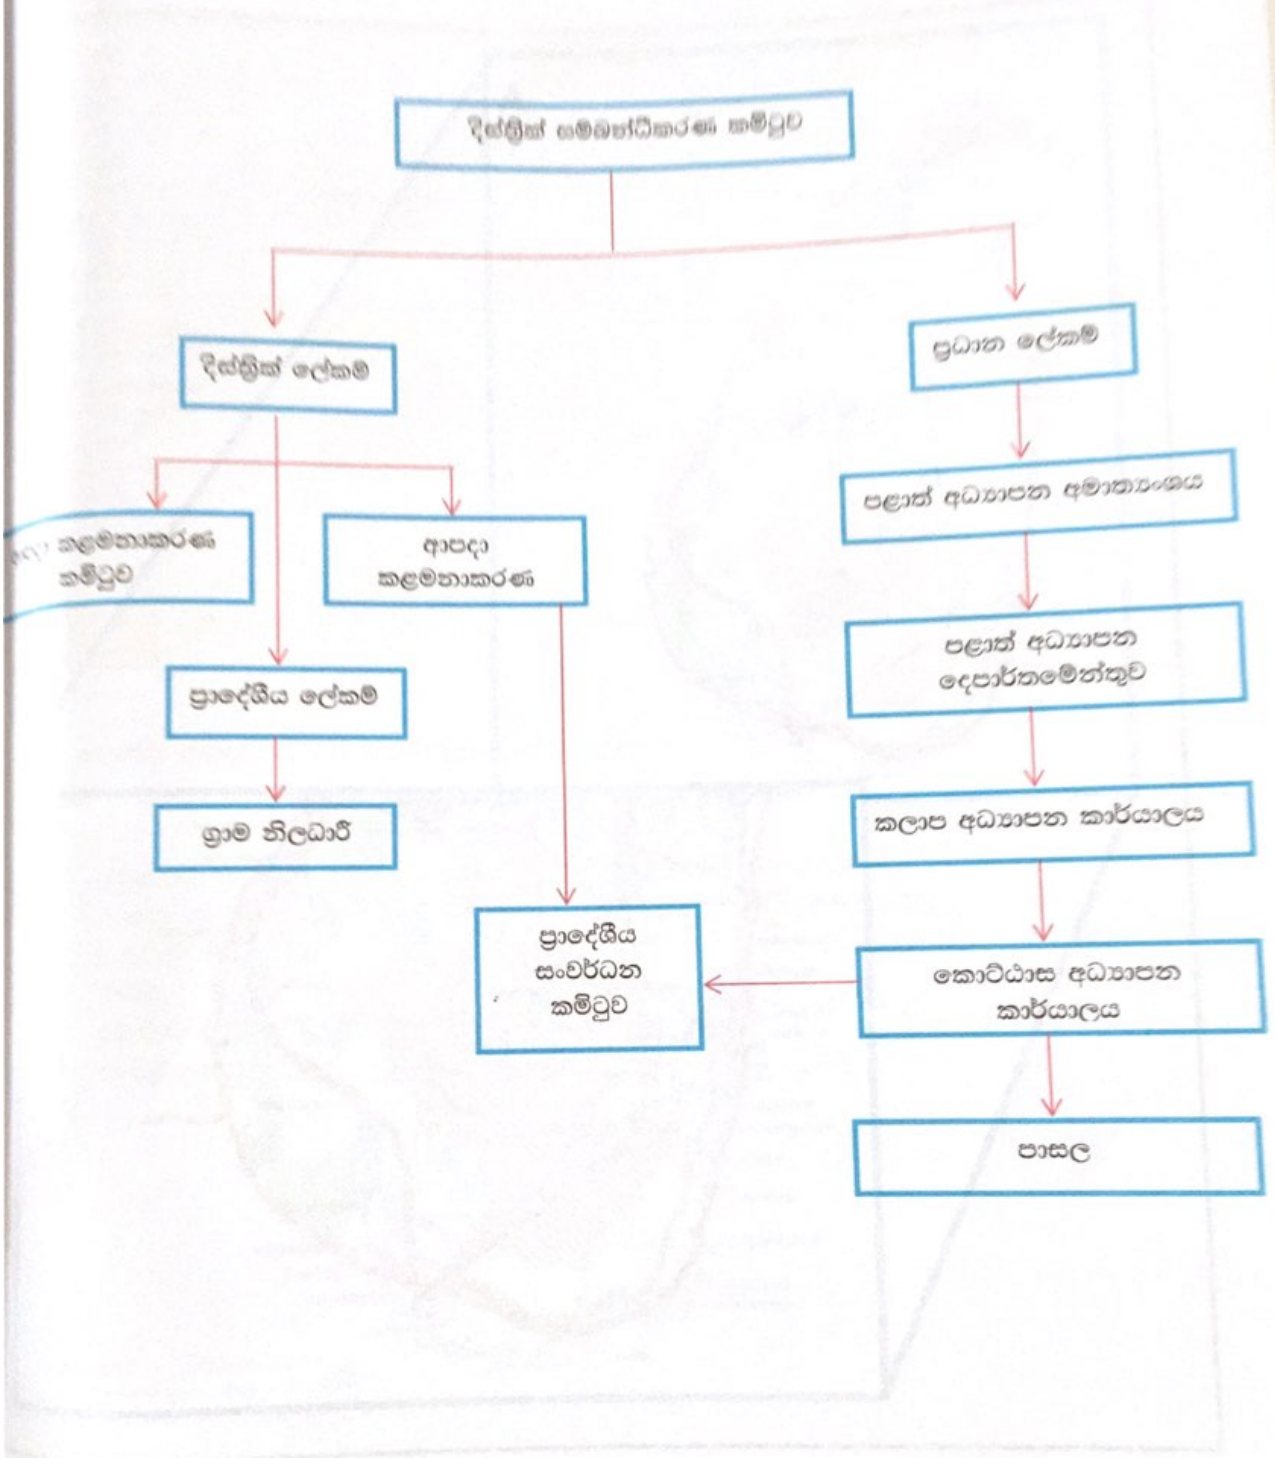 දිස්ත්‍රික් සම්බන්ධීකරණ කමිටුව
දිස්ත්‍රික් ලේකම්
ප්‍රධාන ලේකම්
පළාත් අධ්‍යාපන අමාත්‍යංශය
කළමනාකරණ
කමිටුව
ආපදා
කළමනාකරණ
පළාත් අධ්‍යාපන
දෙපාර්තමේන්තුව
ප්‍රාදේශීය ලේකම්
ග්‍රාම නිලධාරී
කලාප අධ්‍යාපන කාර්යාලය
ප්‍රාදේශීය
සංවර්ධන
කමිටුව
කොට්ඨාස අධ්‍යාපන
කාර්යාලය
පාසල